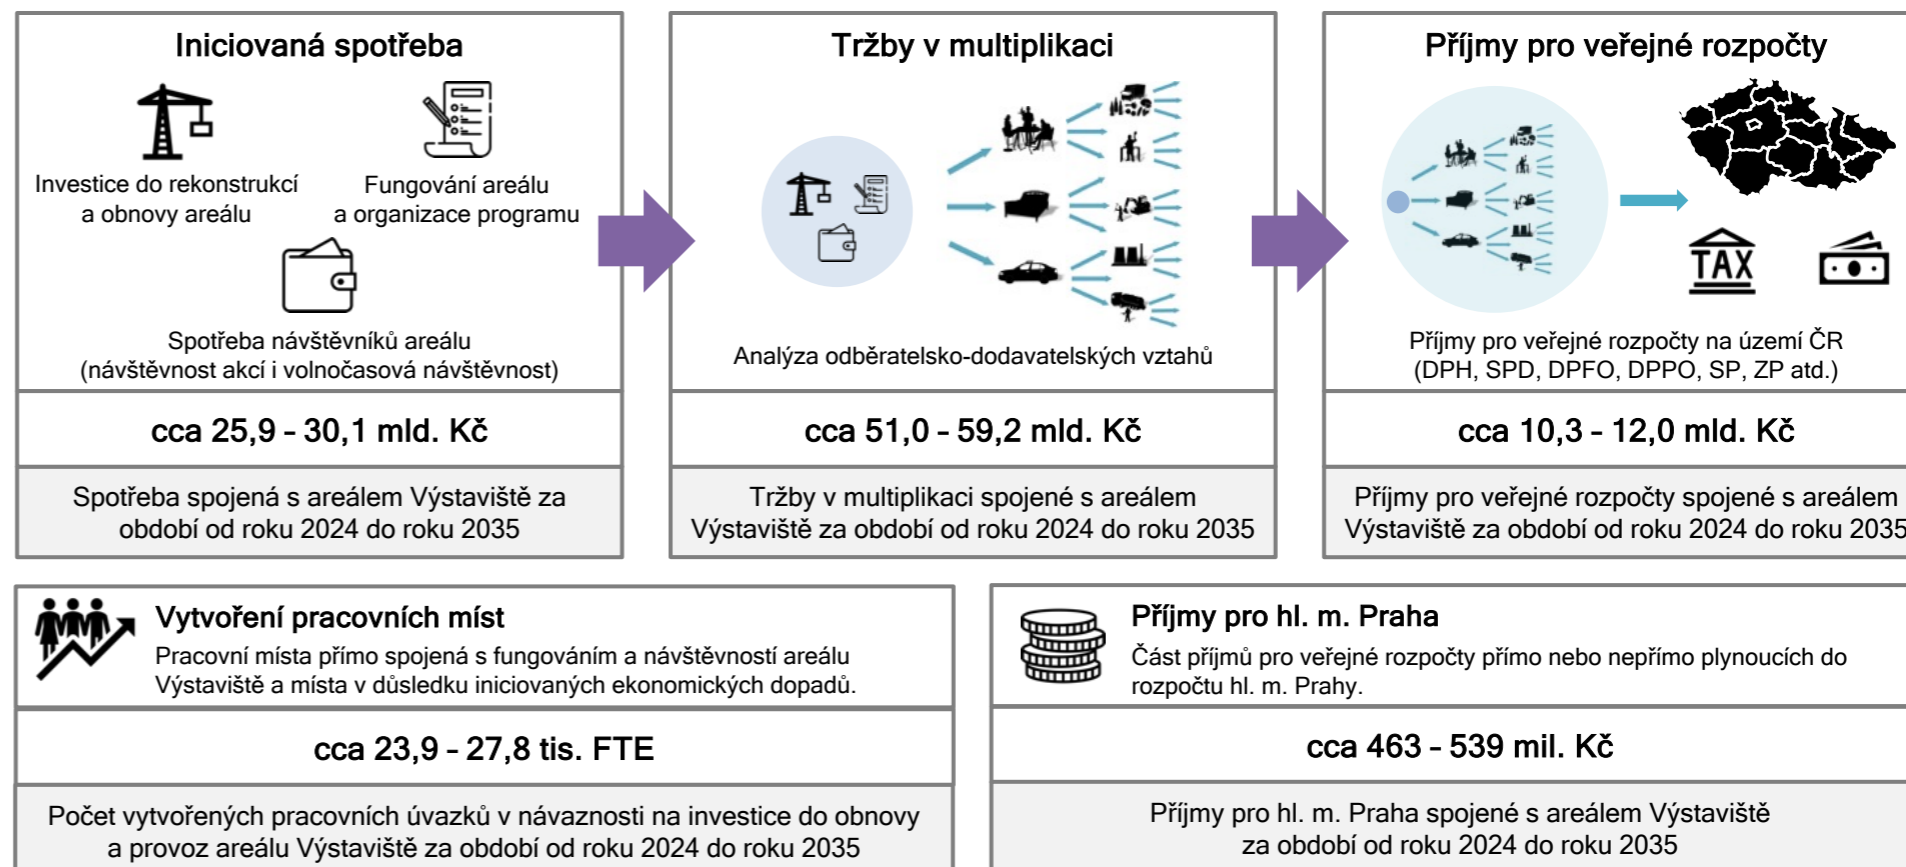 Iniciovaná spotřeba
Investice do rekonstrukcí
a obnovy areálu
Fungování areálu
a organizace programu
Spotřeba návštěvníků areálu
(návštěvnost akcí i volnočasová návštěvnost)
cca 25,9 – 30,1 mld. Kč
Spotřeba spojená s areálem Výstaviště za
období od roku 2024 do roku 2035
Tržby v multiplikaci
Analýza odběratelsko-dodavatelských vztahů
cca 51,0 – 59,2 mld. Kč
Tržby v multiplikaci spojené s areálem
Výstaviště za období od roku 2024 do roku 2035
Příjmy pro veřejné rozpočty
TAX
Příjmy pro veřejné rozpočty na území ČR
(DPH, SPD, DPFO, DPPO, SP, ZP atd.)
cca 10,3 – 12,0 mld. Kč
Příjmy pro veřejné rozpočty spojené s areálem
Výstaviště za období od roku 2024 do roku 2035
Vytvoření pracovních míst
Pracovní místa přímo spojená s fungováním a návštěvností areálu
Výstaviště a místa v důsledku iniciovaných ekonomických dopadů.
cca 23,9 – 27,8 tis. FTE
Počet vytvořených pracovních úvazků v návaznosti na investice do obnovy
a provoz areálu Výstaviště za období od roku 2024 do roku 2035
Příjmy pro hl. m. Praha
Část příjmů pro veřejné rozpočty přímo nebo nepřímo plynoucích do
rozpočtu hl. m. Prahy.
cca 463 – 539 mil. Kč
Příjmy pro hl. m. Praha spojené s areálem Výstaviště
za období od roku 2024 do roku 2035